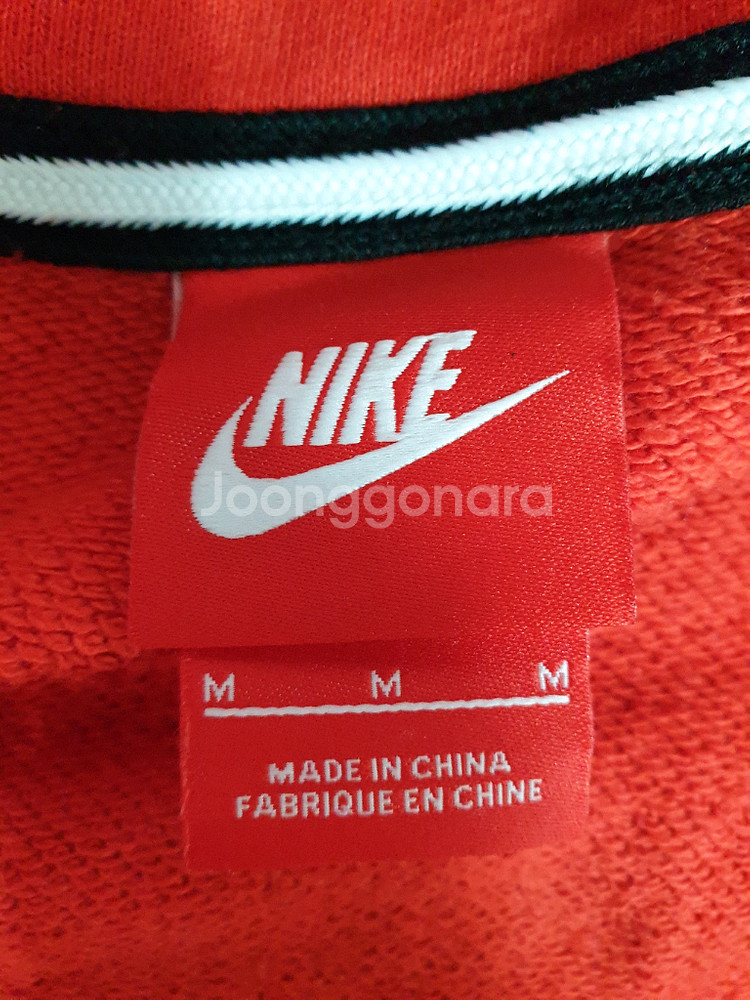 NIKE
Joonggonara
M M M
MADE IN CHINA
FABRIQUE EN CHINE